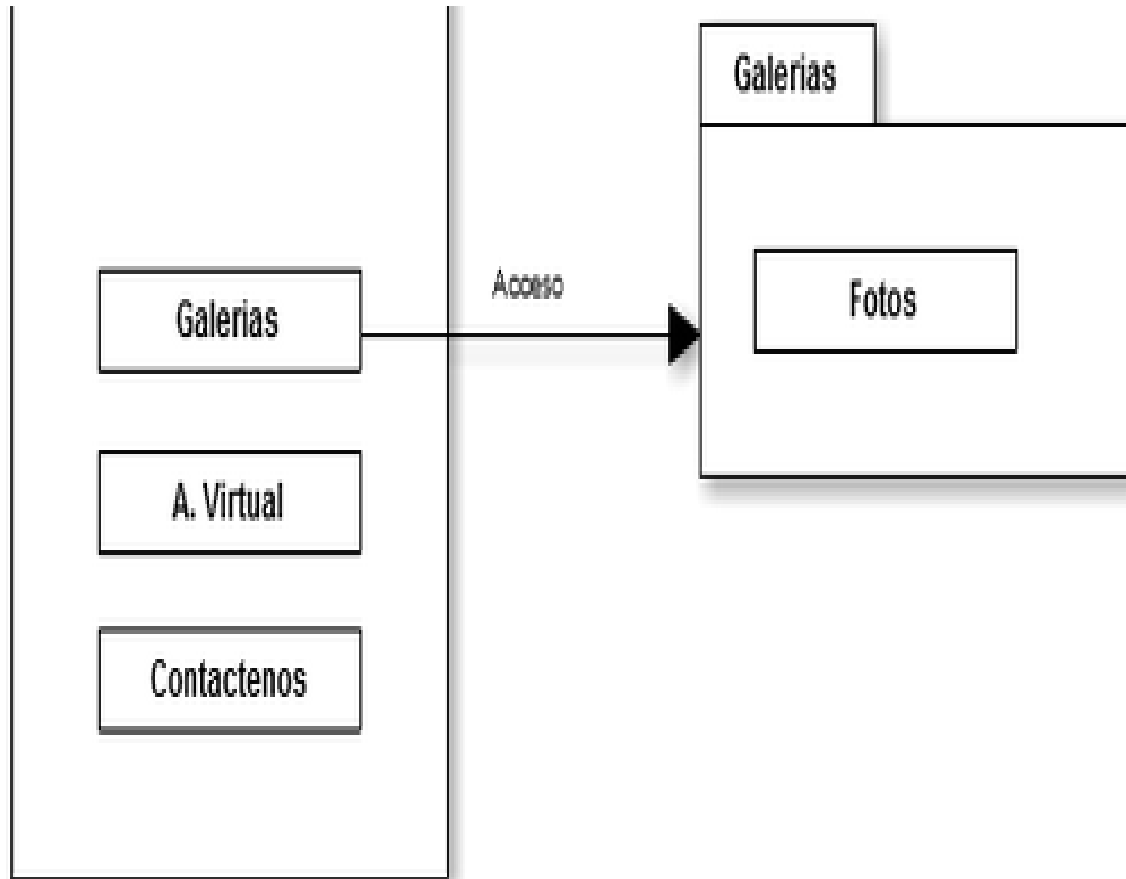 Galerias
Acceso
Galerias
Fotos
A. Virtual
Contactenos